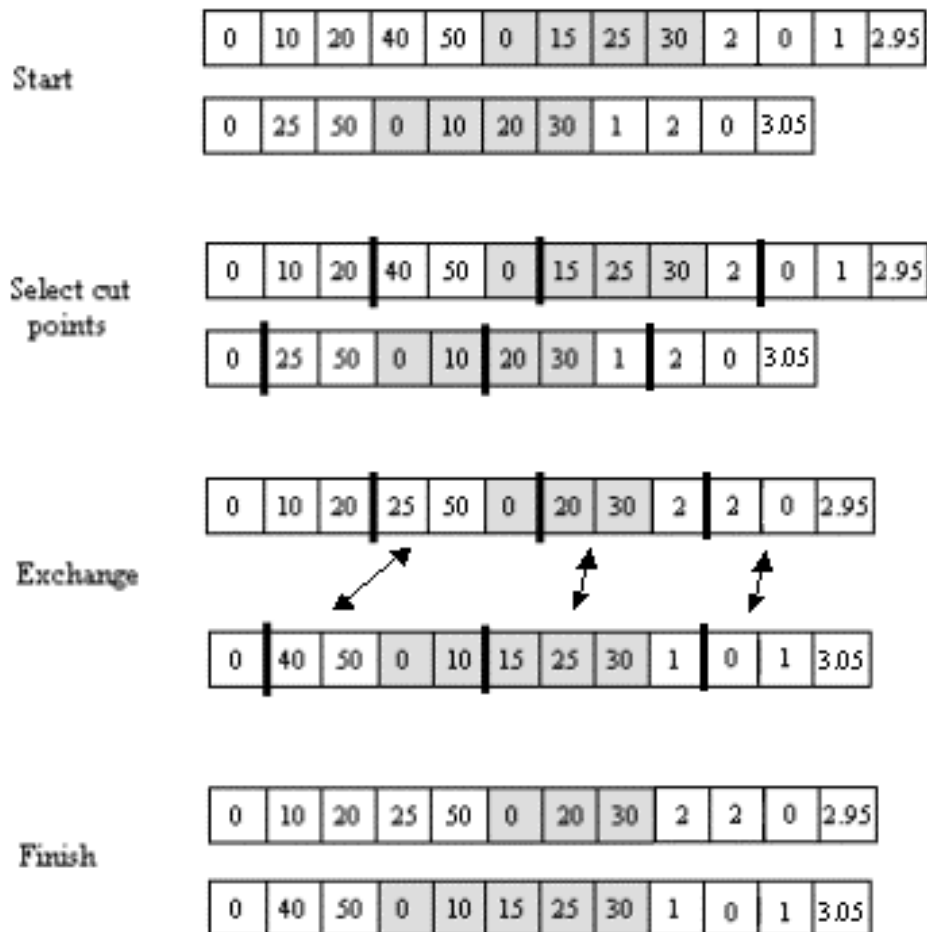 0 10 20 40 50 0 15 25 30 2 0 1 2.95
Start
0 25 50 0 10 20 30 1 2 0 3.05
0 10 20 40 50 0 15 25 30 2 0 1 2.95
Select cut
points
0 25 50 0 10 20 30 1 2 0 3.05
0 10 20 25 50 0 20 30 2 2 0 2.95
Exchange
0 40 50 0 10 15 25 30 1 0 1 3.05
0 10 20 25 50 0 20 30 2 2 0 2.95
Finish
0 40 50 0 10 15 25 30 1 0 1 3.05